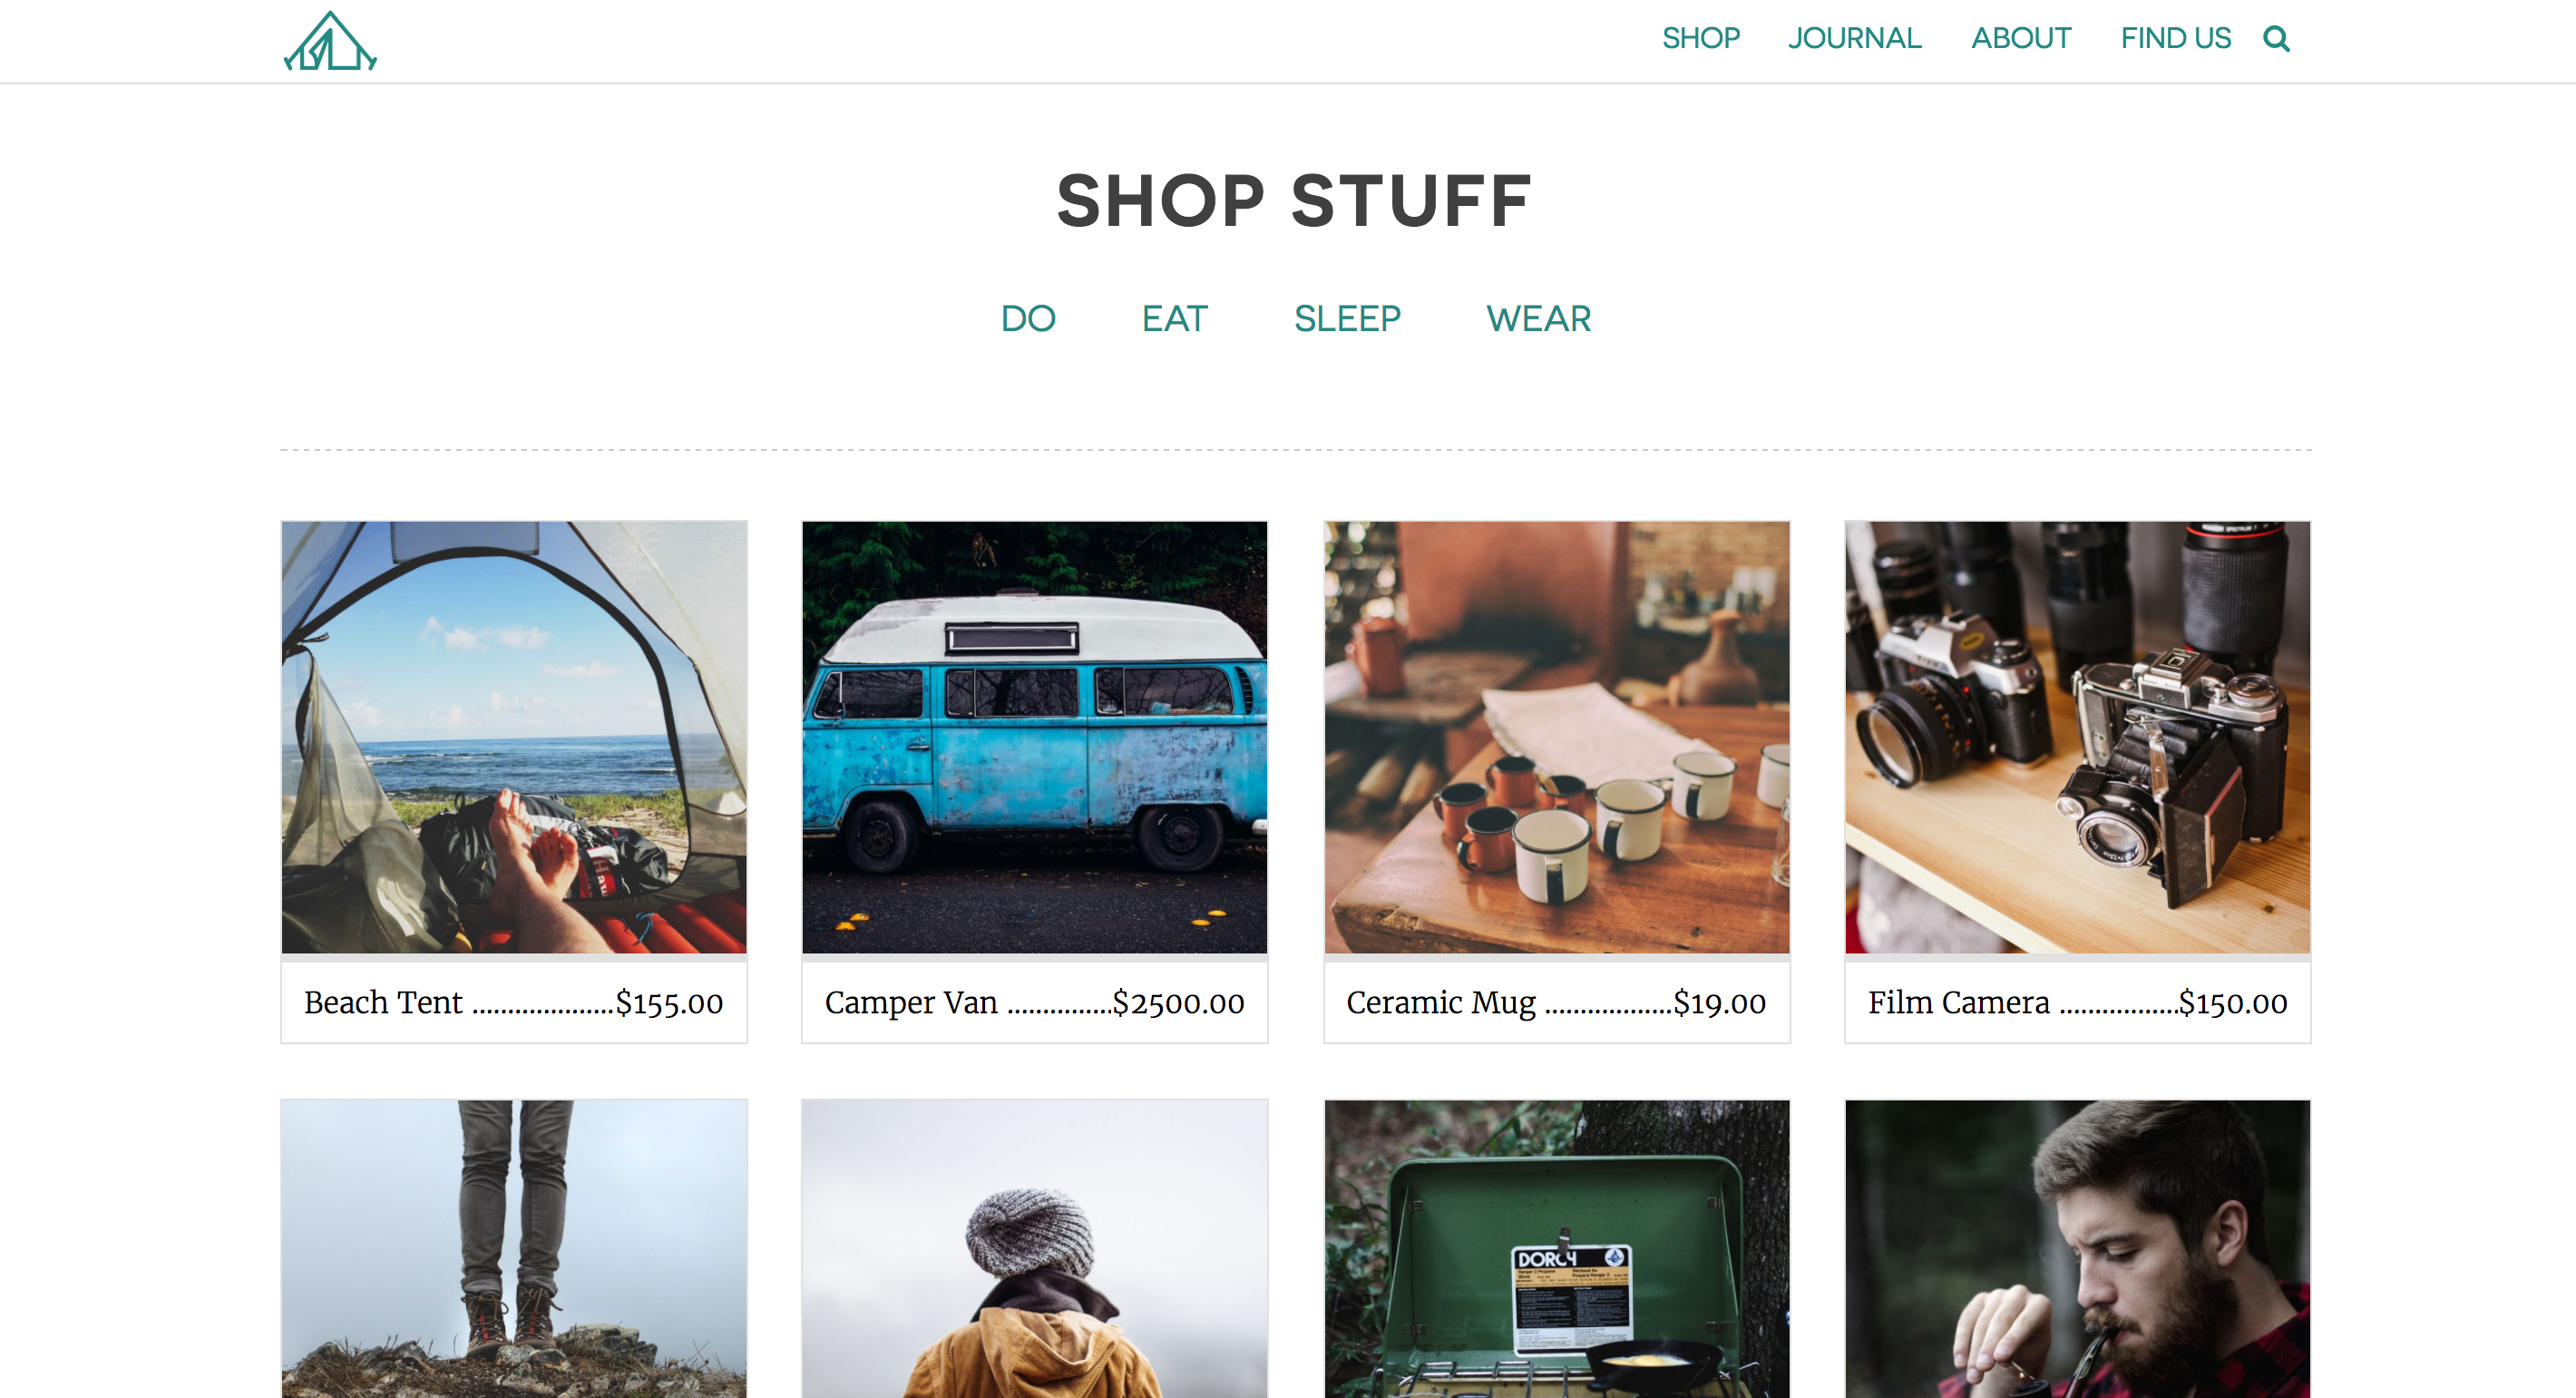 SHOP JOURNAL ABOUT FIND US
SHOP STUFF
DO EAT SLEEP WEAR
Beach Tent ....................$155.00
Camper Van ...............$2500.00
Ceramic Mug ..................$19.00
Film Camera .................$150.00
DORCY